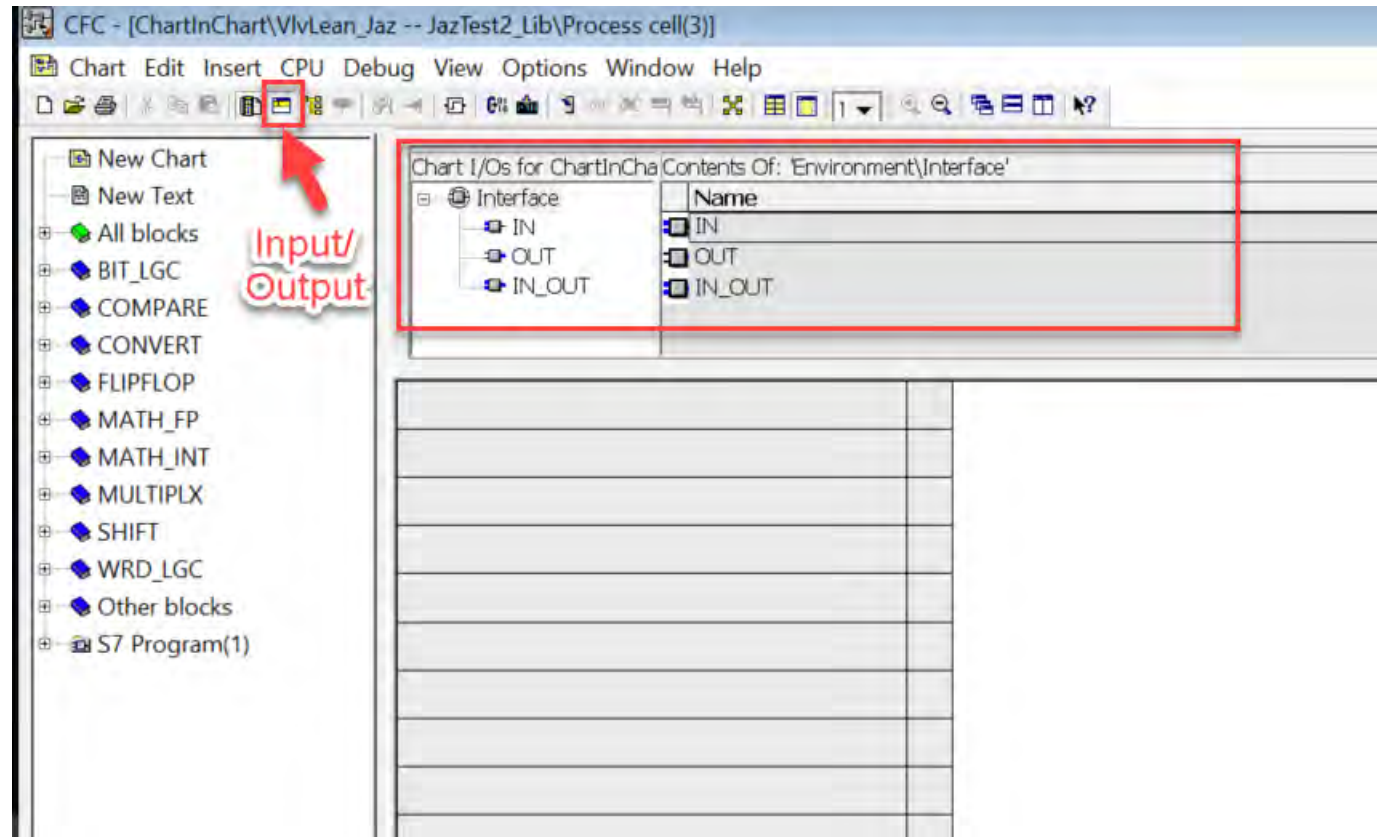 CFC - [ChartInChart\VlvLean_Jaz -- JazTest2_Lib\Process cell(3)]
Chart Edit Insert CPU Debug View Options Window Help
1
New Chart
New Text
All blocks
BIT_LGC
COMPARE
CONVERT
FLIPFLOP
MATH_FP
MATH_INT
MULTIPLX
SHIFT
WRD_LGC
Other blocks
S7 Program(1)
Input/
Output
Chart I/Os for ChartInCha
Interface
IN
OUT
IN_OUT
Contents Of: 'Environment\Interface'
Name
IN
OUT
IN_OUT